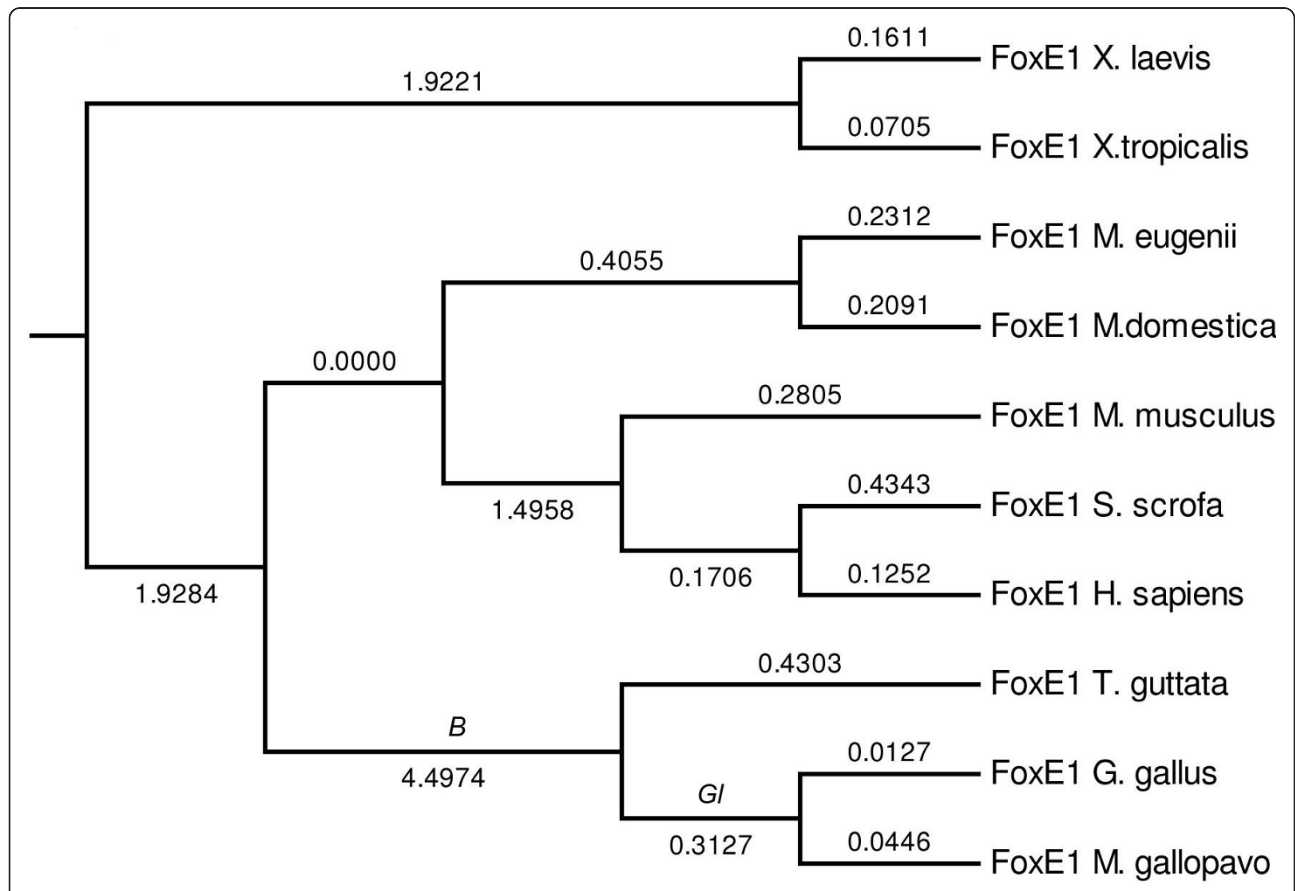 0.1611
FoxE1 X. laevis
1.9221
0.0705
FoxE1 X.tropicalis
0.2312
FoxE1 M. eugenii
0.4055
0.2091
FoxE1 M.domestica
0.0000
0.2805
FoxE1 M. musculus
1.4958
0.4343
FoxE1 S. scrofa
0.1706
0.1252
FoxE1 H. sapiens
1.9284
0.4303
FoxE1 T. guttata
B
4.4974
0.0127
FoxE1 G. gallus
Gl
0.3127
0.0446
FoxE1 M. gallopavo